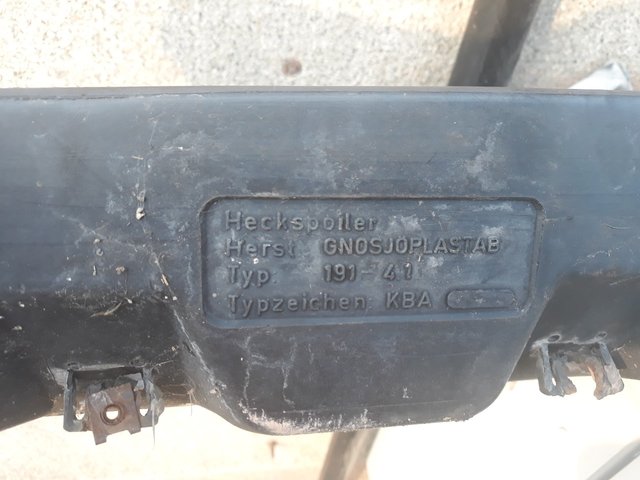 Heckspoiler
Herst GNOSJOPLASTAB
Typ. 191-41
Typzeichen KBA